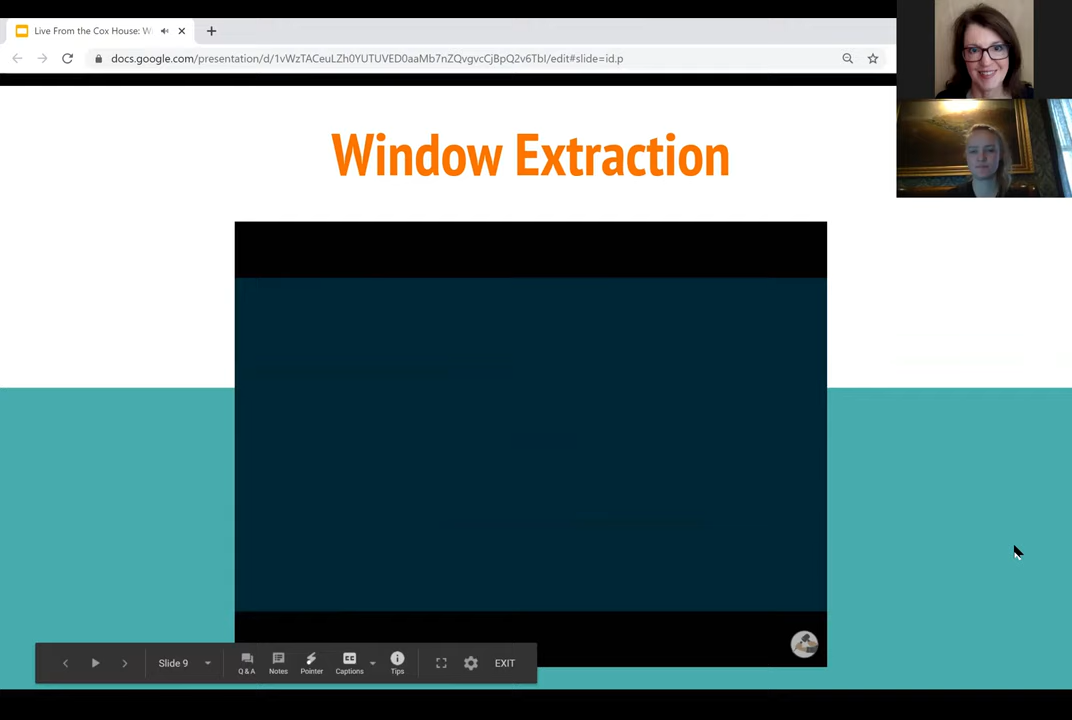 Live From the Cox House: W
docs.google.com/presentation/d/1vWzTACeuLZh0YUTUVED0aaMb7nZQvgvcCjBpQ2v6TbI/edit#slide=id.p
Window Extraction
Slide 9
Q & A
Notes
Pointer
Captions
Tips
EXIT